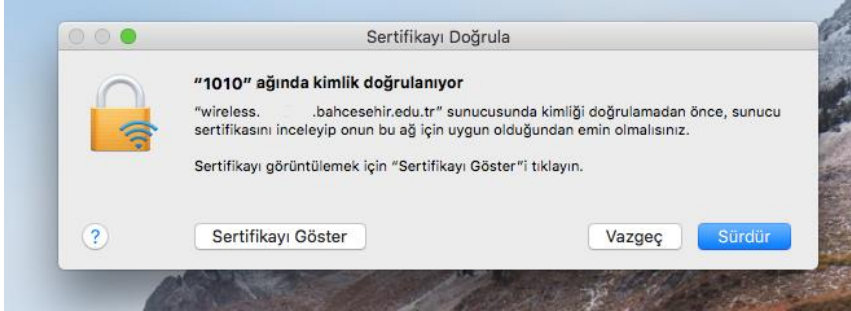 Sertifikayı Doğrula
"1010" ağında kimlik doğrulanıyor
"wireless. .bahcesehir.edu.tr" sunucusunda kimliği doğrulamadan önce, sunucu
sertifikasını inceleyip onun bu ağ için uygun olduğundan emin olmalısınız.
Sertifikayı görüntülemek için "Sertifikayı Göster"i tıklayın.
?
Sertifikayı Göster
Vazgeç
Sürdür